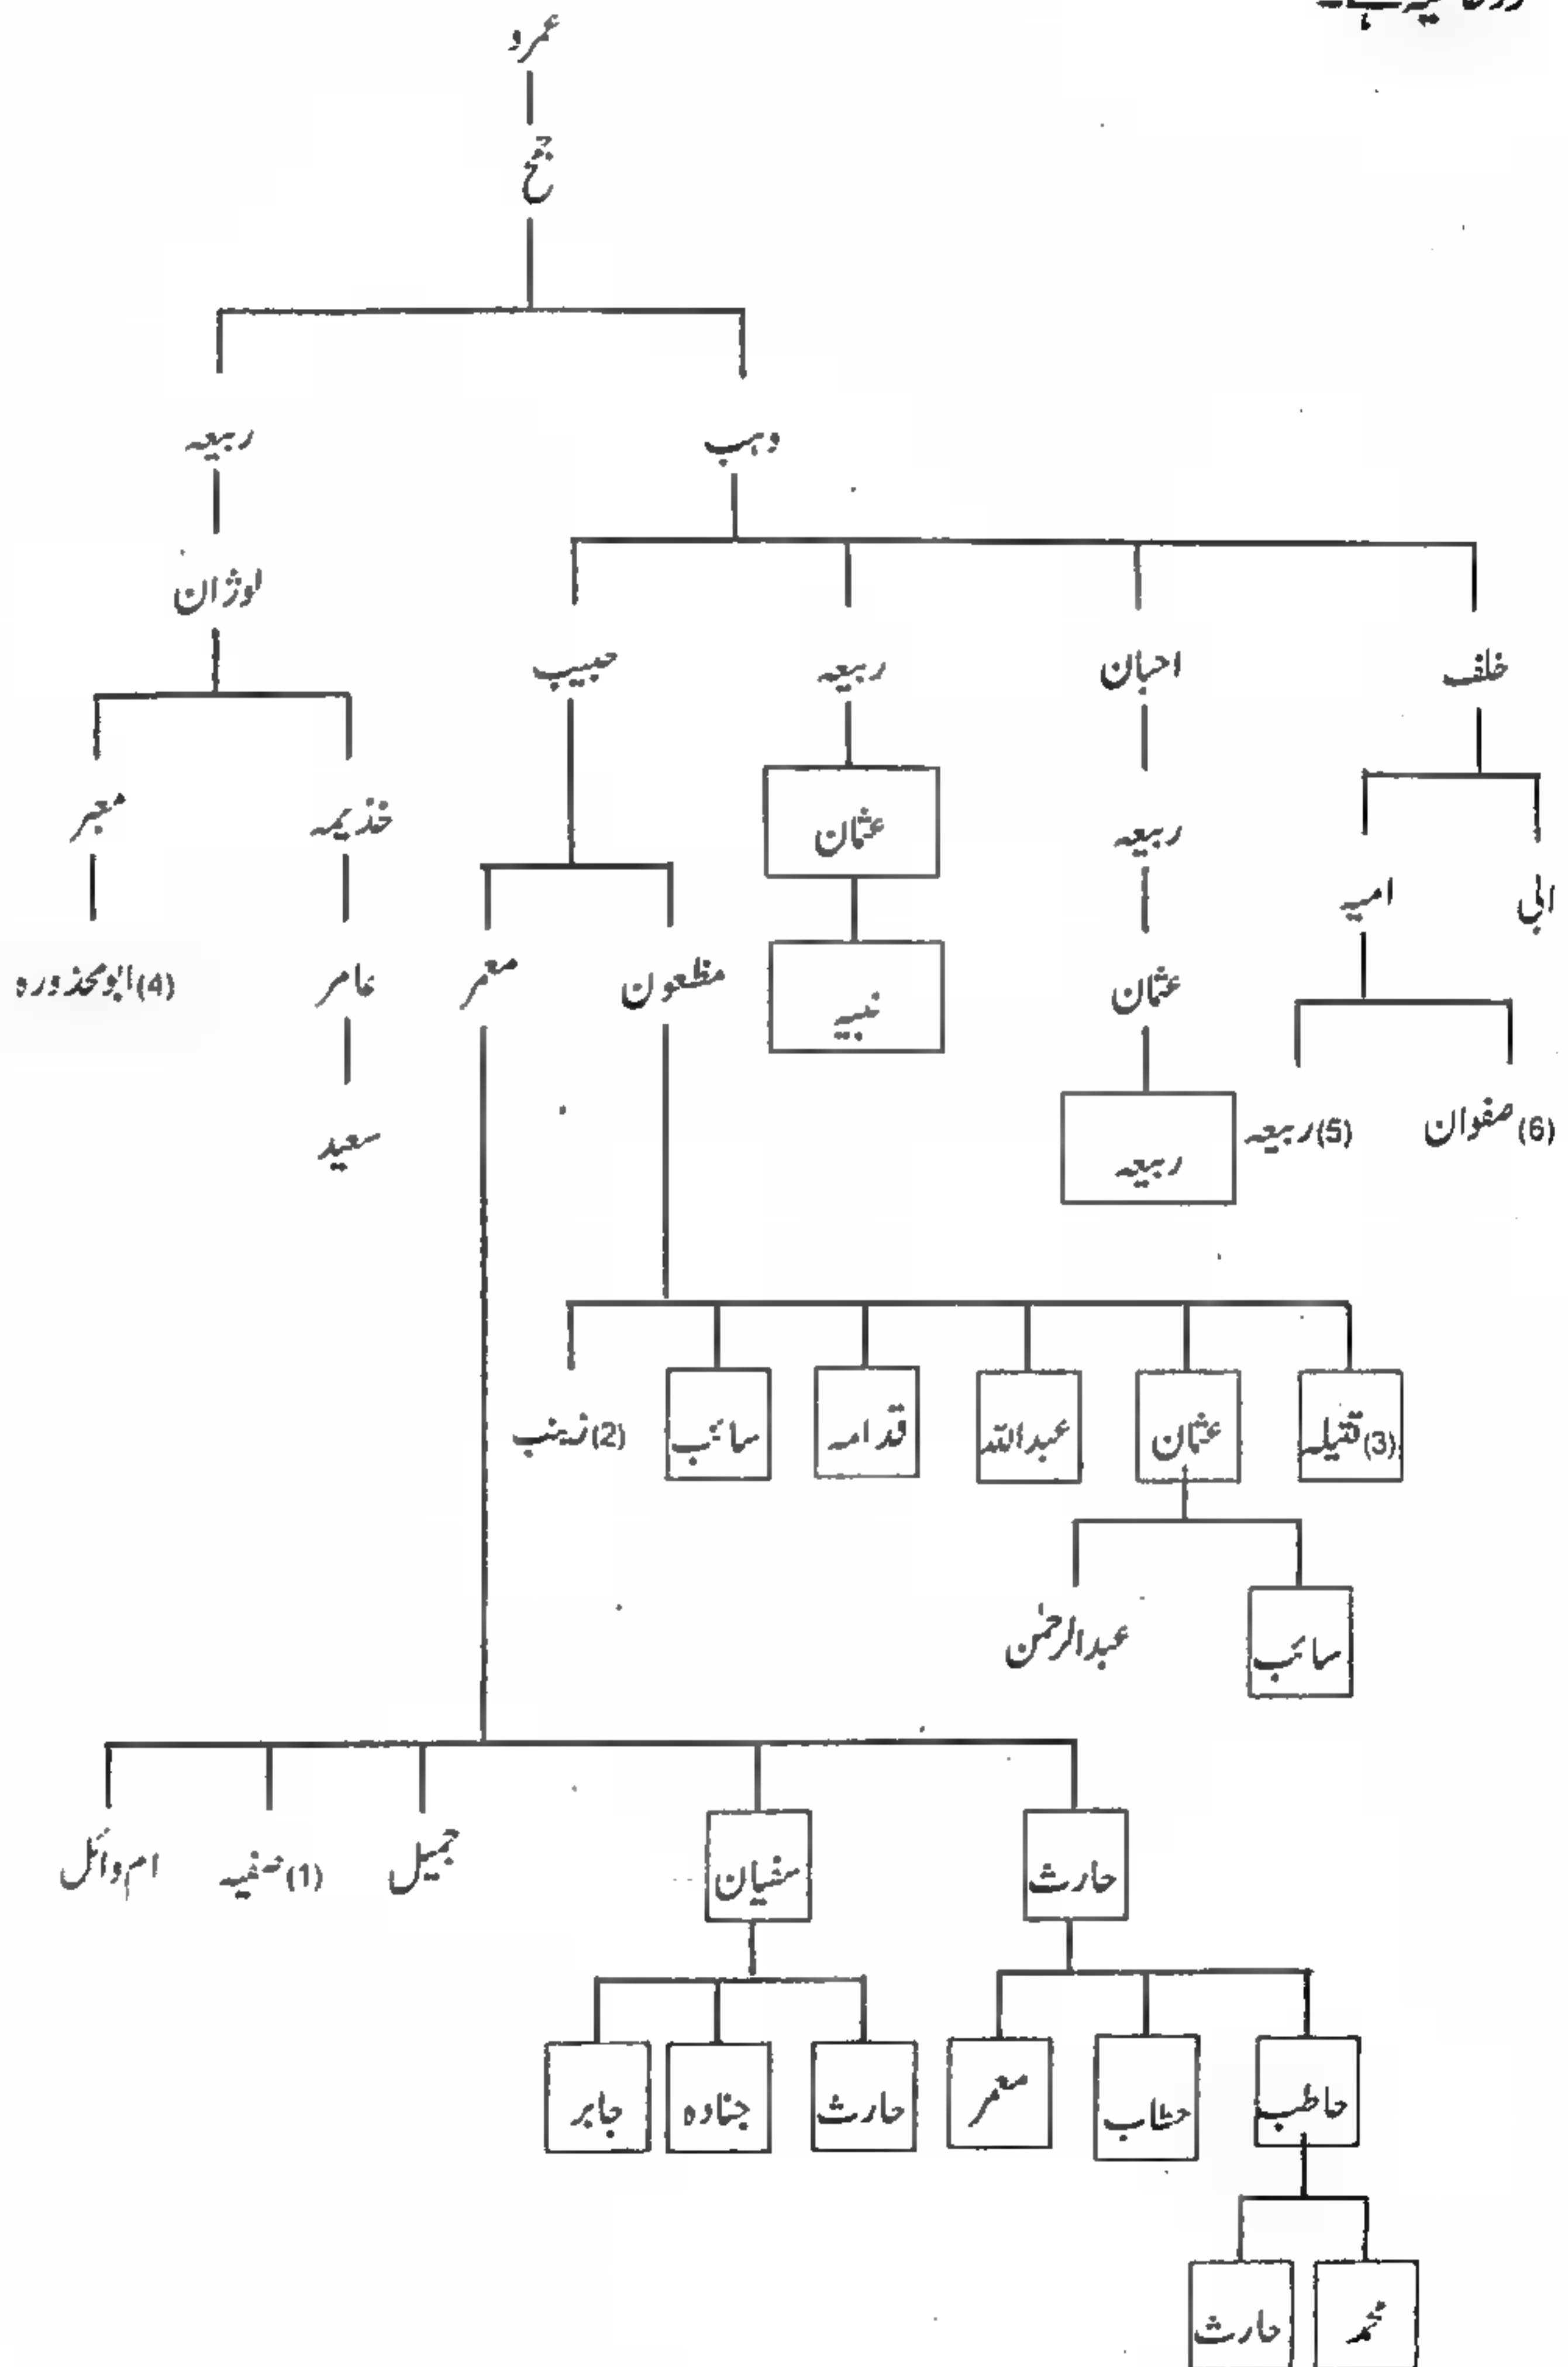 عمرو
جمح
ربیعہ
وہب
لوژان
حبیب
ربیعہ
احبان
خلف
معبر
خذیمہ
عثمان
ربیعہ
امیہ
ابی
(4) ابومحذورہ
عامر
معمر
مظعون
نبیہ
عثمان
سعید
ربیعہ
(5) ربیعہ
(6) صفوان
(2) زینب
سائب
قدامہ
عبداللہ
عثمان
(3) قتیلہ
عبدالرحمٰن
سائب
ام وائل
(1) صفیہ
جمیل
سفیان
حارث
جابر
جنادہ
حارث
معمر
حطاب
حاطب
حارث
محمد